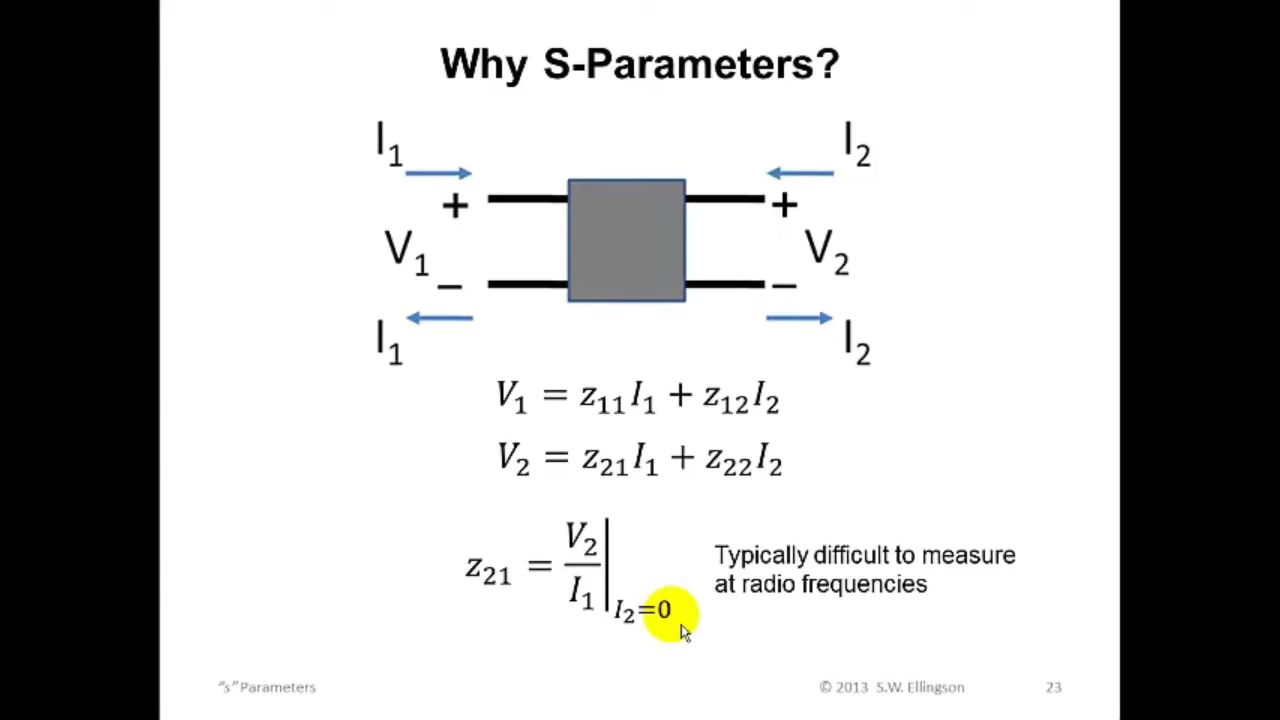 Why S-Parameters?
I₁ I₂
+ +
V₁ V₂
− −
I₁ I₂
V₁ = z₁₁I₁ + z₁₂I₂
V₂ = z₂₁I₁ + z₂₂I₂
z₂₁ = V₂/I₁|I₂=0
Typically difficult to measure
at radio frequencies
“s” Parameters © 2013 S.W. Ellingson 23